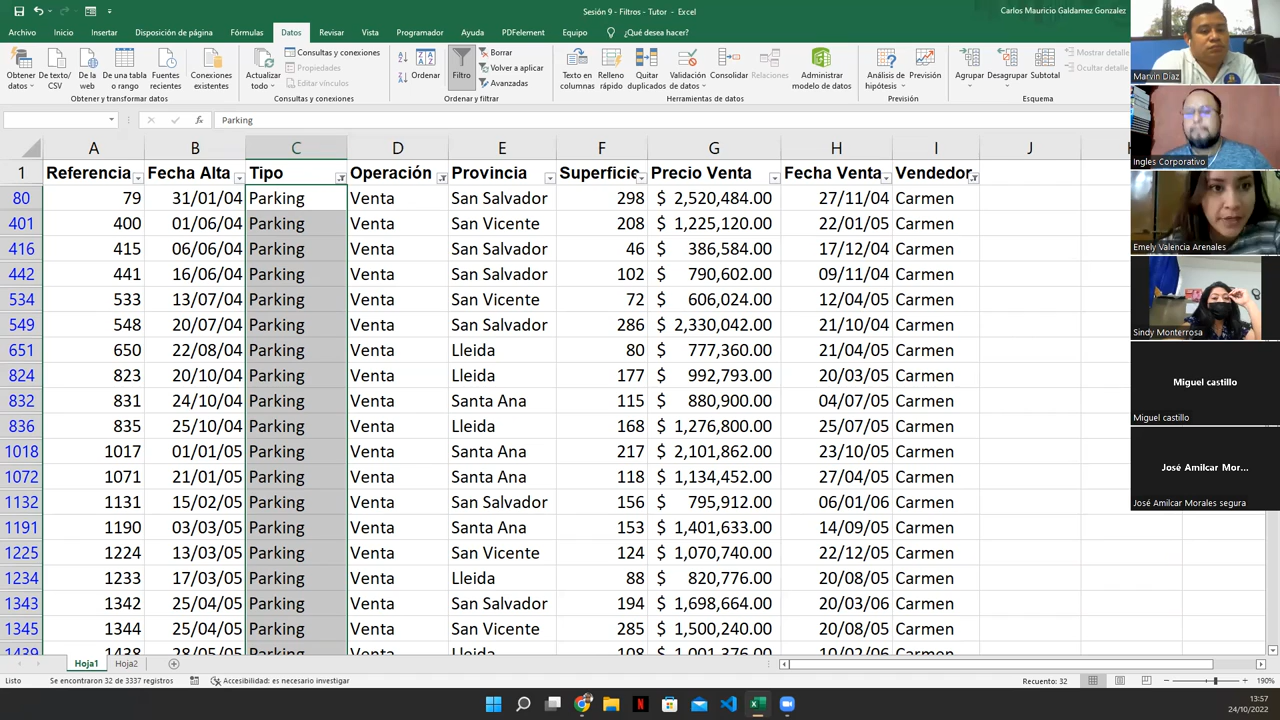 Sesión 9 - Filtros - Tutor - Excel
Carlos Mauricio Galdamez Gonzalez
Archivo Inicio Insertar Disposición de página Fórmulas Datos Revisar Vista Programador Ayuda PDFelement Equipo ¿Qué desea hacer?
Obtener datos
De texto/CSV
De la web
De una tabla o rango
Fuentes recientes
Conexiones existentes
Obtener y transformar datos
Actualizar todo
Consultas y conexiones
Propiedades
Editar vínculos
Consultas y conexiones
Ordenar
Filtro
Borrar
Volver a aplicar
Avanzadas
Ordenar y filtrar
Texto en columnas
Relleno rápido
Quitar duplicados
Validación de datos
Consolidar
Relaciones
Administrar modelo de datos
Herramientas de datos
Análisis de hipótesis
Previsión
Previsión
Agrupar
Desagrupar
Subtotal
Mostrar detalle
Ocultar detalle
Esquema
fx Parking
A B C D E F G H I J
1 Referencia Fecha Alta Tipo Operación Provincia Superficie Precio Venta Fecha Venta Vendedor
80 79 31/01/04 Parking Venta San Salvador 298 $ 2,520,484.00 27/11/04 Carmen
401 400 01/06/04 Parking Venta San Vicente 208 $ 1,225,120.00 22/01/05 Carmen
416 415 06/06/04 Parking Venta San Salvador 46 $ 386,584.00 17/12/04 Carmen
442 441 16/06/04 Parking Venta San Salvador 102 $ 790,602.00 09/11/04 Carmen
534 533 13/07/04 Parking Venta San Vicente 72 $ 606,024.00 12/04/05 Carmen
549 548 20/07/04 Parking Venta San Salvador 286 $ 2,330,042.00 21/10/04 Carmen
651 650 22/08/04 Parking Venta Lleida 80 $ 777,360.00 21/04/05 Carmen
824 823 20/10/04 Parking Venta Lleida 177 $ 992,793.00 20/03/05 Carmen
832 831 24/10/04 Parking Venta Santa Ana 115 $ 880,900.00 04/07/05 Carmen
836 835 25/10/04 Parking Venta Lleida 168 $ 1,276,800.00 25/07/05 Carmen
1018 1017 01/01/05 Parking Venta Santa Ana 217 $ 2,101,862.00 23/10/05 Carmen
1072 1071 21/01/05 Parking Venta Santa Ana 118 $ 1,134,452.00 27/04/05 Carmen
1132 1131 15/02/05 Parking Venta San Salvador 156 $ 795,912.00 06/01/06 Carmen
1191 1190 03/03/05 Parking Venta Santa Ana 153 $ 1,401,633.00 14/09/05 Carmen
1225 1224 13/03/05 Parking Venta San Vicente 124 $ 1,070,740.00 22/12/05 Carmen
1234 1233 17/03/05 Parking Venta Lleida 88 $ 820,776.00 20/08/05 Carmen
1343 1342 25/04/05 Parking Venta San Salvador 194 $ 1,698,664.00 20/03/06 Carmen
1345 1344 25/04/05 Parking Venta San Vicente 285 $ 1,500,240.00 20/08/05 Carmen
1439 1438 28/05/05 Parking Venta Lleida 108 $ 1,001,376.00 10/02/06 Carmen
Hoja1 Hoja2
Listo Se encontraron 32 de 3337 registros Accesibilidad: es necesario investigar Recuento: 32 190%
13:57
24/10/2022
Marvin Diaz
Ingles Corporativo
Emely Valencia Arenales
Sindy Monterrosa
Miguel castillo
Miguel castillo
José Amilcar Mor...
José Amilcar Morales segura